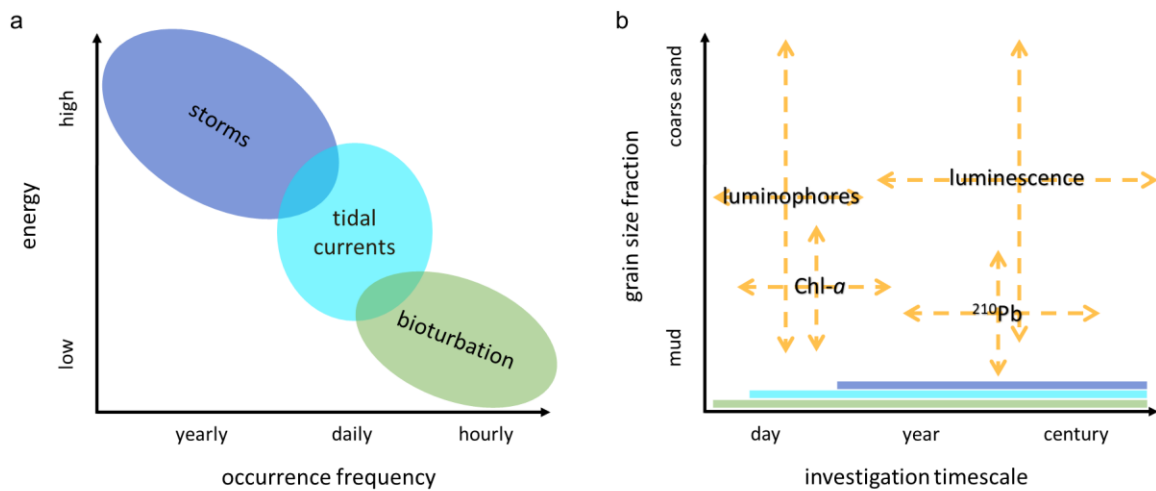 a
high
low
energy
storms
tidal
currents
bioturbation
yearly
daily
hourly
occurrence frequency
b
coarse sand
mud
grain size fraction
luminophores
luminescence
Chl-a
²¹⁰Pb
day
year
century
investigation timescale